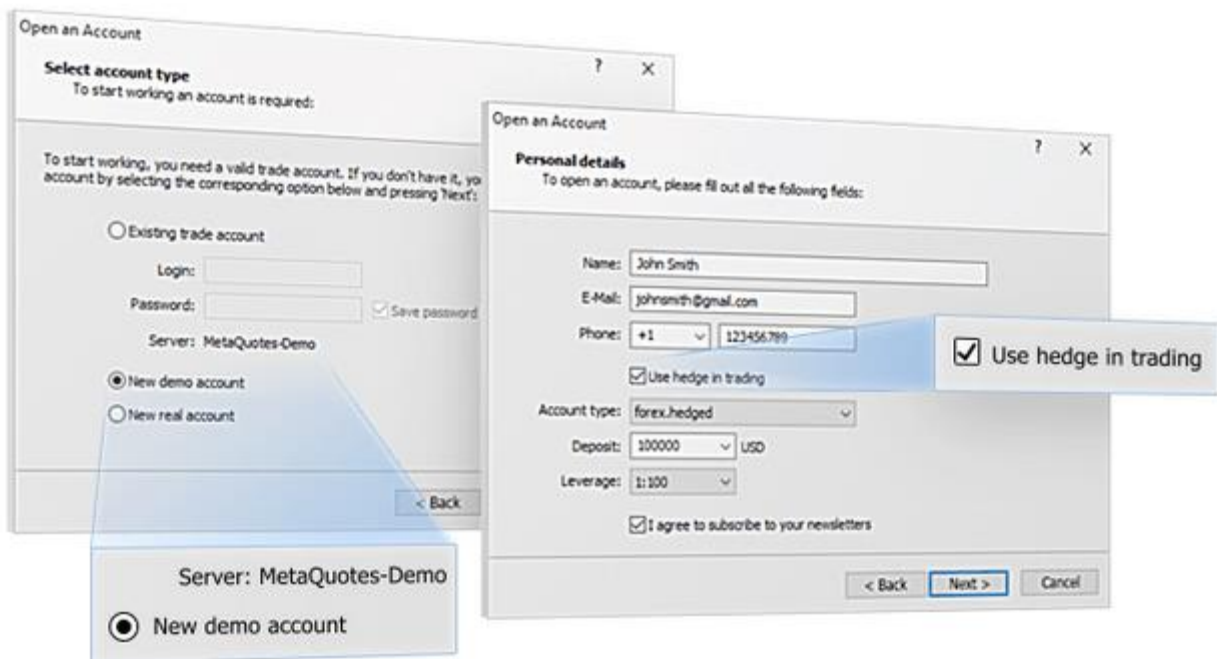 Open an Account
Select account type
To start working an account is required:
To start working, you need a valid trade account. If you don't have it, you
account by selecting the corresponding option below and pressing 'Next':
Existing trade account
Login:
Password:
Save password
Server: MetaQuotes-Demo
New demo account
New real account
< Back
Server: MetaQuotes-Demo
New demo account
Open an Account
Personal details
To open an account, please fill out all the following fields:
Name: John Smith
E-Mail: johnsmith@gmail.com
Phone: +1 123456789
Use hedge in trading
Use hedge in trading
Account type: forex.hedged
Deposit: 100000 USD
Leverage: 1:100
I agree to subscribe to your newsletters
< Back Next > Cancel